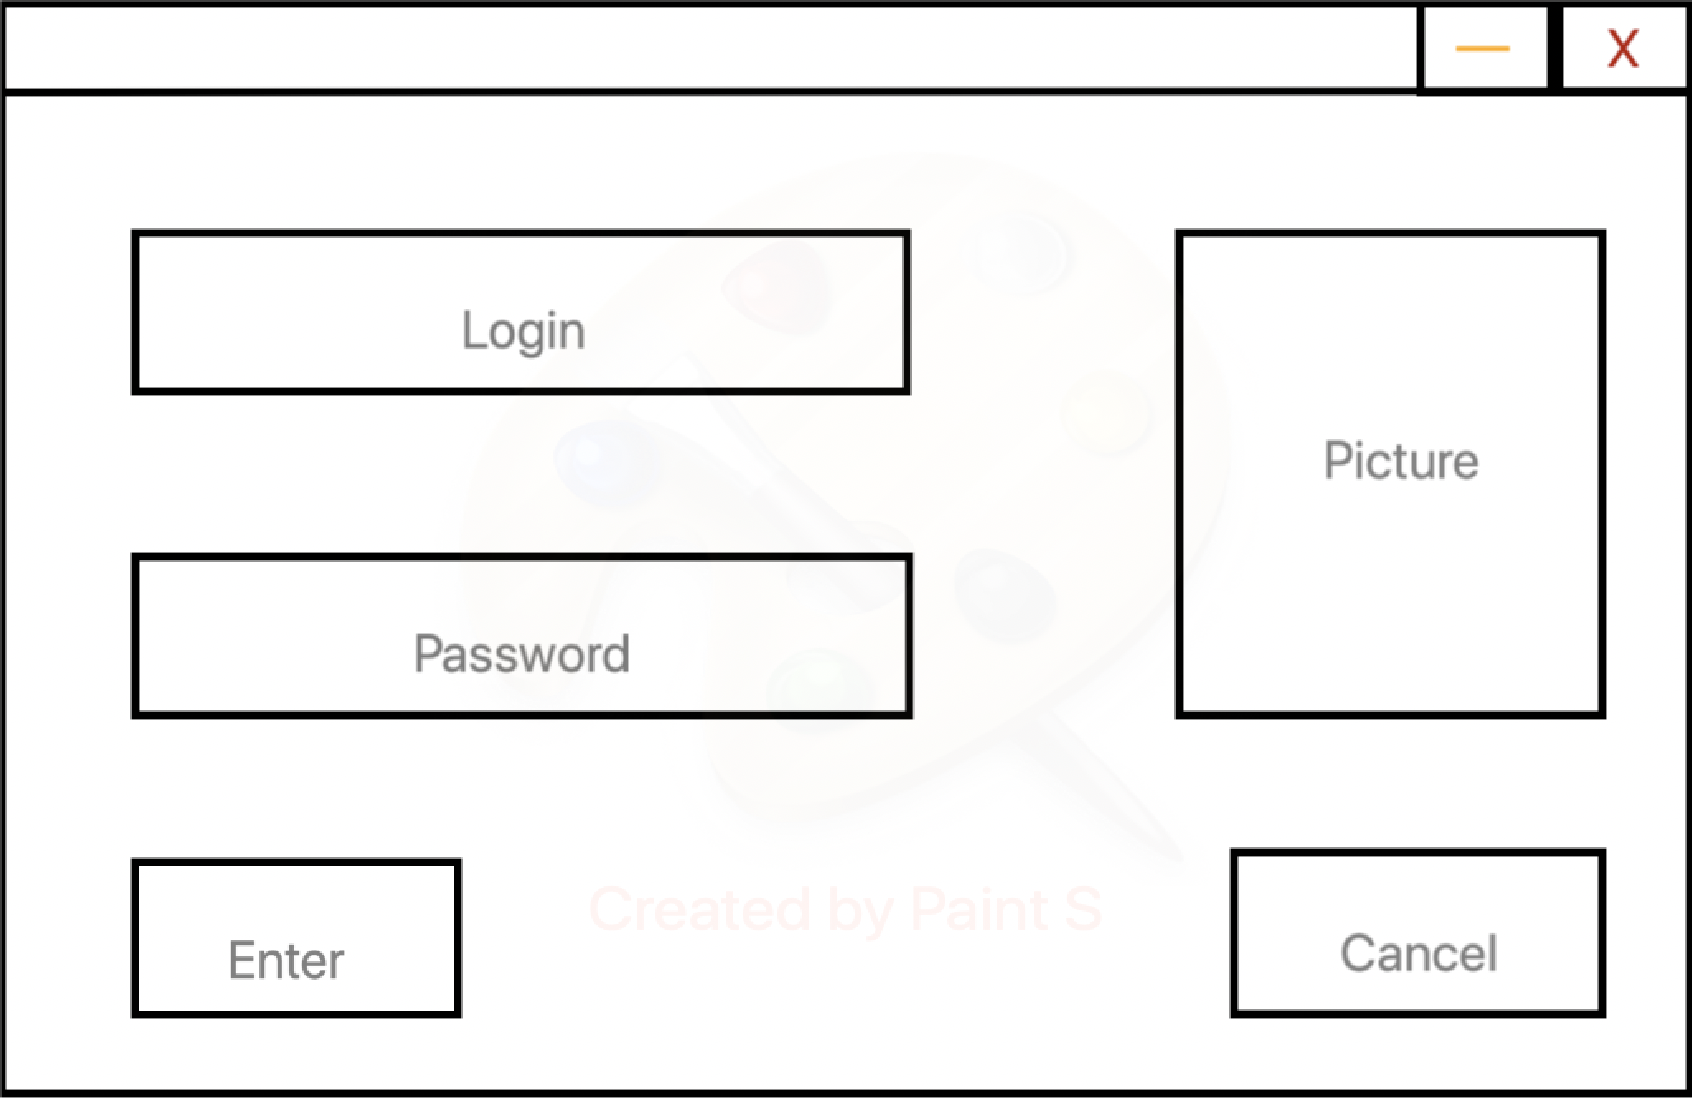 — X
Login
Picture
Password
Created by Paint S
Enter
Cancel